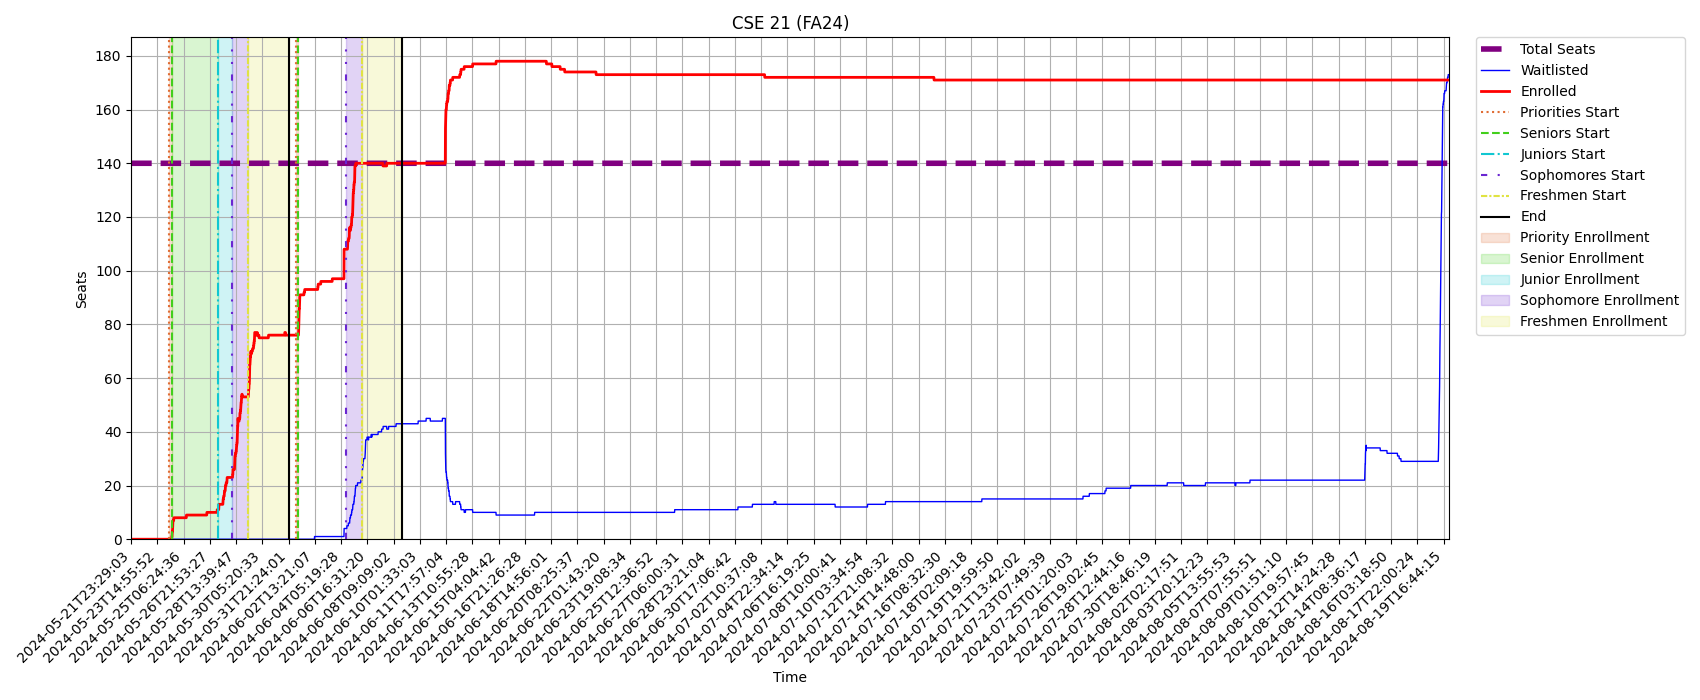 CSE 21 (FA24)
Seats
180
160
140
120
100
80
60
40
20
0
Total Seats
Waitlisted
Enrolled
Priorities Start
Seniors Start
Juniors Start
Sophomores Start
Freshmen Start
End
Priority Enrollment
Senior Enrollment
Junior Enrollment
Sophomore Enrollment
Freshmen Enrollment
2024-05-21T23:29:03
2024-05-23T14:55:52
2024-05-25T06:24:36
2024-05-26T21:53:27
2024-05-28T13:39:47
2024-05-30T05:20:33
2024-05-31T21:24:01
2024-06-02T13:21:07
2024-06-04T05:19:28
2024-06-06T16:31:20
2024-06-08T09:09:02
2024-06-10T01:33:03
2024-06-11T17:57:04
2024-06-13T10:55:28
2024-06-15T04:04:42
2024-06-16T21:26:28
2024-06-18T14:56:01
2024-06-20T08:25:37
2024-06-22T01:43:20
2024-06-23T19:08:34
2024-06-25T12:36:52
2024-06-27T06:00:31
2024-06-28T23:21:04
2024-06-30T17:06:42
2024-07-02T10:37:08
2024-07-04T22:34:14
2024-07-06T16:19:25
2024-07-08T10:00:41
2024-07-10T03:34:54
2024-07-12T21:08:32
2024-07-14T14:48:00
2024-07-16T08:32:30
2024-07-18T02:09:18
2024-07-19T19:59:50
2024-07-21T13:42:02
2024-07-23T07:49:39
2024-07-25T01:20:03
2024-07-26T19:02:45
2024-07-28T12:44:16
2024-07-30T18:46:19
2024-08-02T02:17:51
2024-08-03T20:12:23
2024-08-05T13:55:53
2024-08-07T07:55:51
2024-08-09T01:51:10
2024-08-10T19:57:45
2024-08-12T14:24:28
2024-08-14T08:36:17
2024-08-16T03:18:50
2024-08-17T22:00:24
2024-08-19T16:44:15
Time